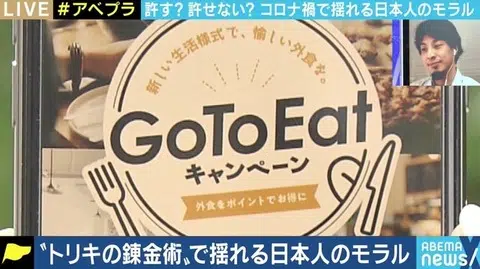 LIVE #アベプラ 許す?許せない?コロナ禍で揺れる日本人のモラル
新しい生活様式で、愉しい外食を。
GoToEat
キャンペーン
外食をポイントでお得に
〝トリキの錬金術〟で揺れる日本人のモラル
ABEMA
NEWS